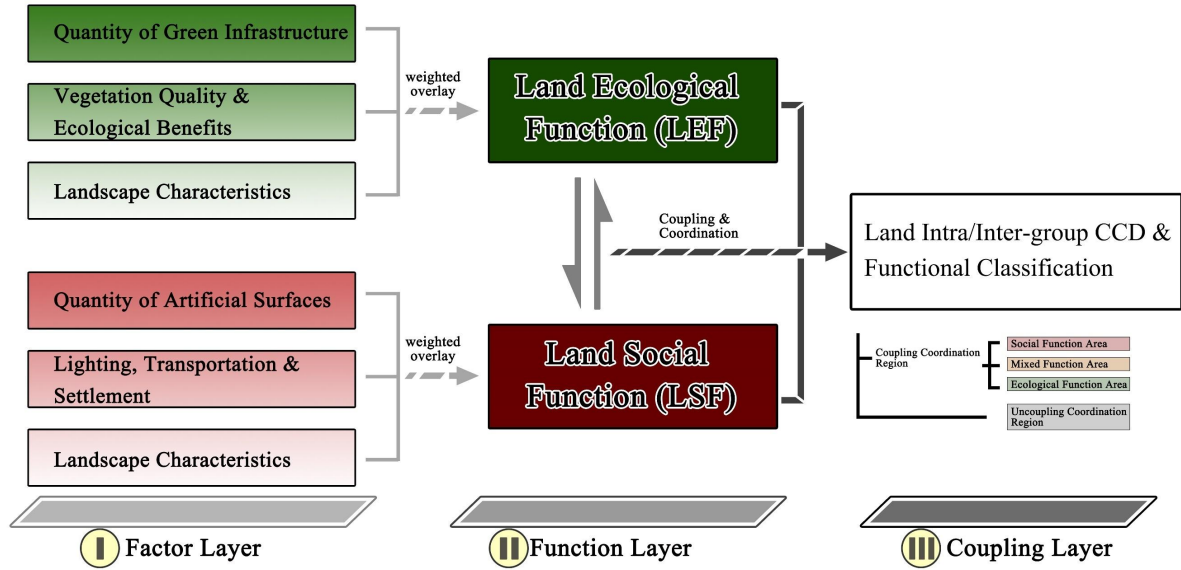 Quantity of Green Infrastructure
Vegetation Quality &
Ecological Benefits
Landscape Characteristics
weighted
overlay
Land Ecological
Function (LEF)
Coupling &
Coordination
Land Intra/Inter-group CCD &
Functional Classification
Quantity of Artificial Surfaces
Lighting, Transportation &
Settlement
Landscape Characteristics
weighted
overlay
Land Social
Function (LSF)
Coupling Coordination
Region
Social Function Area
Mixed Function Area
Ecological Function Area
Uncoupling Coordination
Region
I Factor Layer
II Function Layer
III Coupling Layer